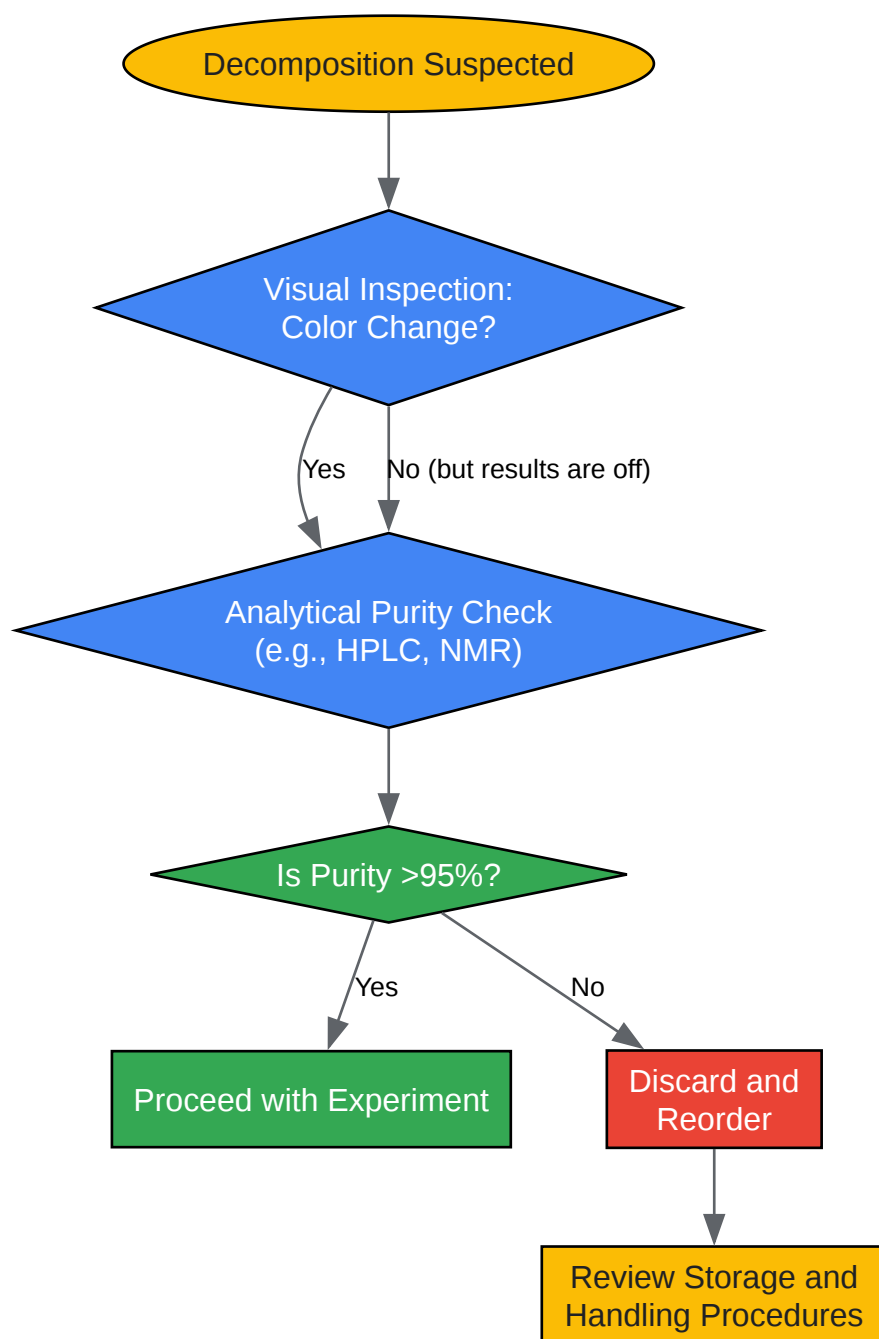 Decomposition Suspected
Visual Inspection:
Color Change?
Yes
No (but results are off)
Analytical Purity Check
(e.g., HPLC, NMR)
Is Purity >95%?
Yes
No
Proceed with Experiment
Discard and
Reorder
Review Storage and
Handling Procedures